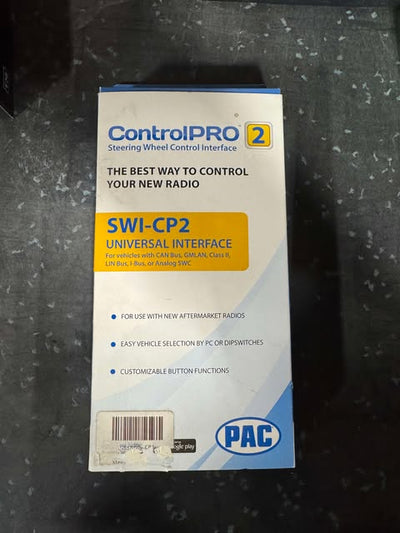 ControlPRO 2
Steering Wheel Control Interface
THE BEST WAY TO CONTROL
YOUR NEW RADIO
SWI-CP2
UNIVERSAL INTERFACE
For vehicles with CAN Bus, GMLAN, Class II,
LIN Bus, I-Bus, or Analog SWC
• FOR USE WITH NEW AFTERMARKET RADIOS
• EASY VEHICLE SELECTION BY PC OR DIPSWITCHES
• CUSTOMIZABLE BUTTON FUNCTIONS
play
PAC